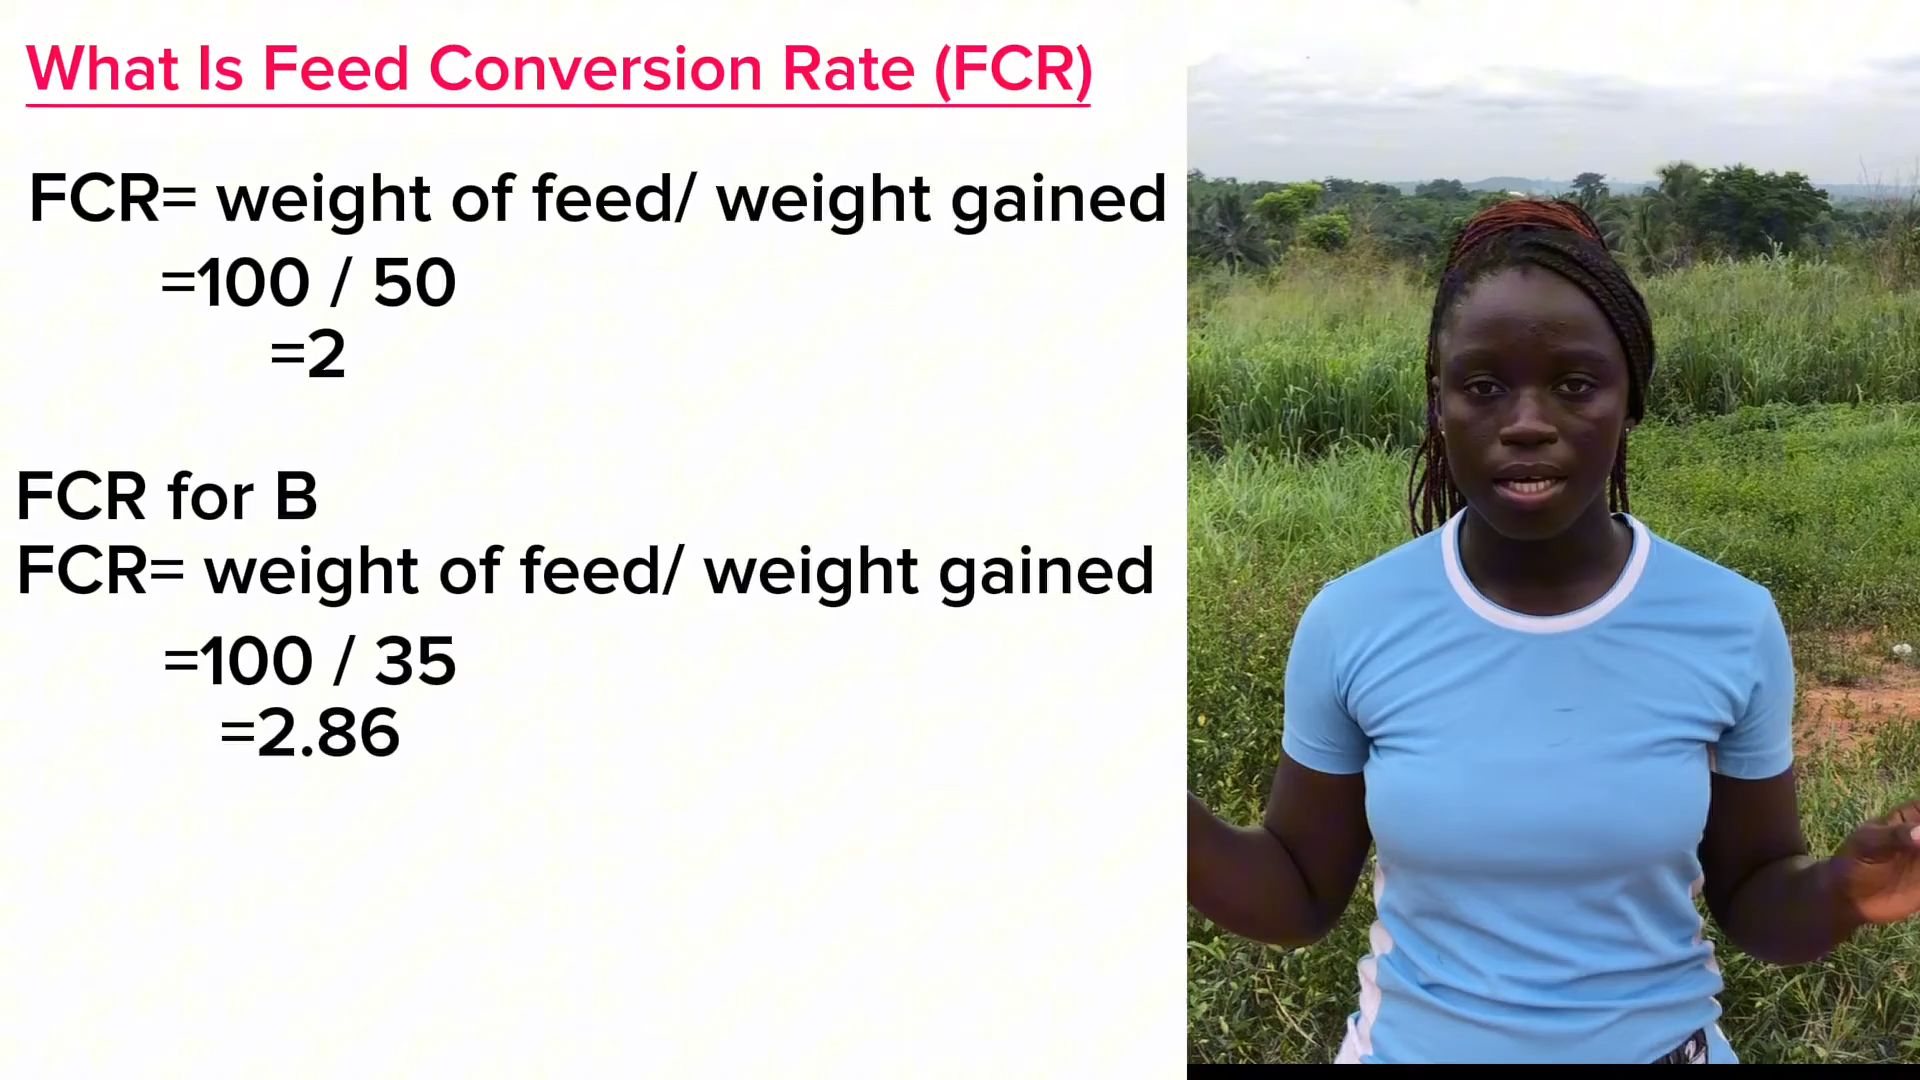 What Is Feed Conversion Rate (FCR)
FCR= weight of feed/ weight gained
=100 / 50
=2
FCR for B
FCR= weight of feed/ weight gained
=100 / 35
=2.86